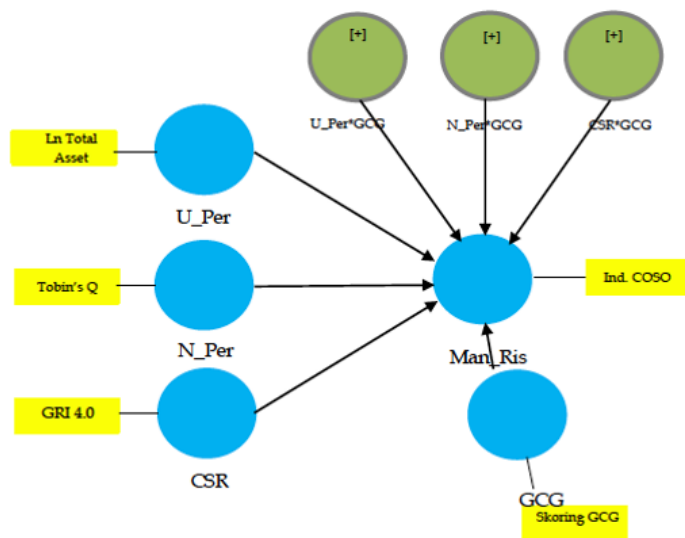 [+]
[+]
[+]
U_Per*GCG
N_Per*GCG
CSR*GCG
Ln Total
Asset
U_Per
Tobin's Q
N_Per
Ind. COSO
Man_Ris
GRI 4.0
CSR
GCG
Skoring GCG